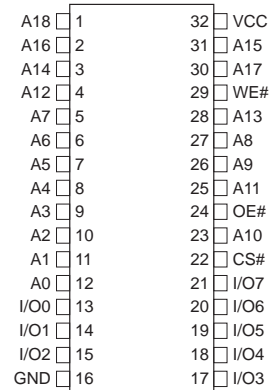 A18 1 32 VCC
A16 2 31 A15
A14 3 30 A17
A12 4 29 WE#
A7 5 28 A13
A6 6 27 A8
A5 7 26 A9
A4 8 25 A11
A3 9 24 OE#
A2 10 23 A10
A1 11 22 CS#
A0 12 21 I/O7
I/O0 13 20 I/O6
I/O1 14 19 I/O5
I/O2 15 18 I/O4
GND 16 17 I/O3